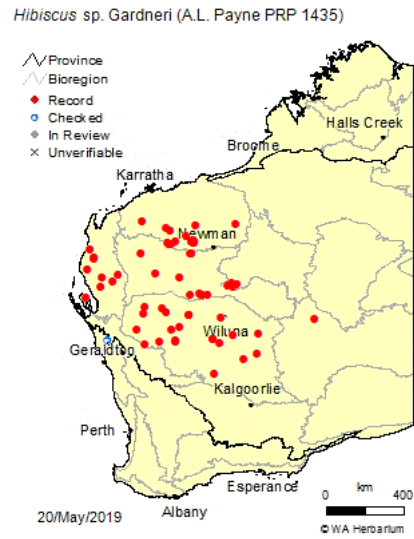 Hibiscus sp. Gardneri (A.L. Payne PRP 1435)
Province
Bioregion
Record
Checked
In Review
Unverifiable
Halls Creek
Broome
Karratha
Newman
Wiluna
Geraldton
Kalgoorlie
Perth
Esperance
Albany
km
0 400
20/May/2019
© WA Herbarium